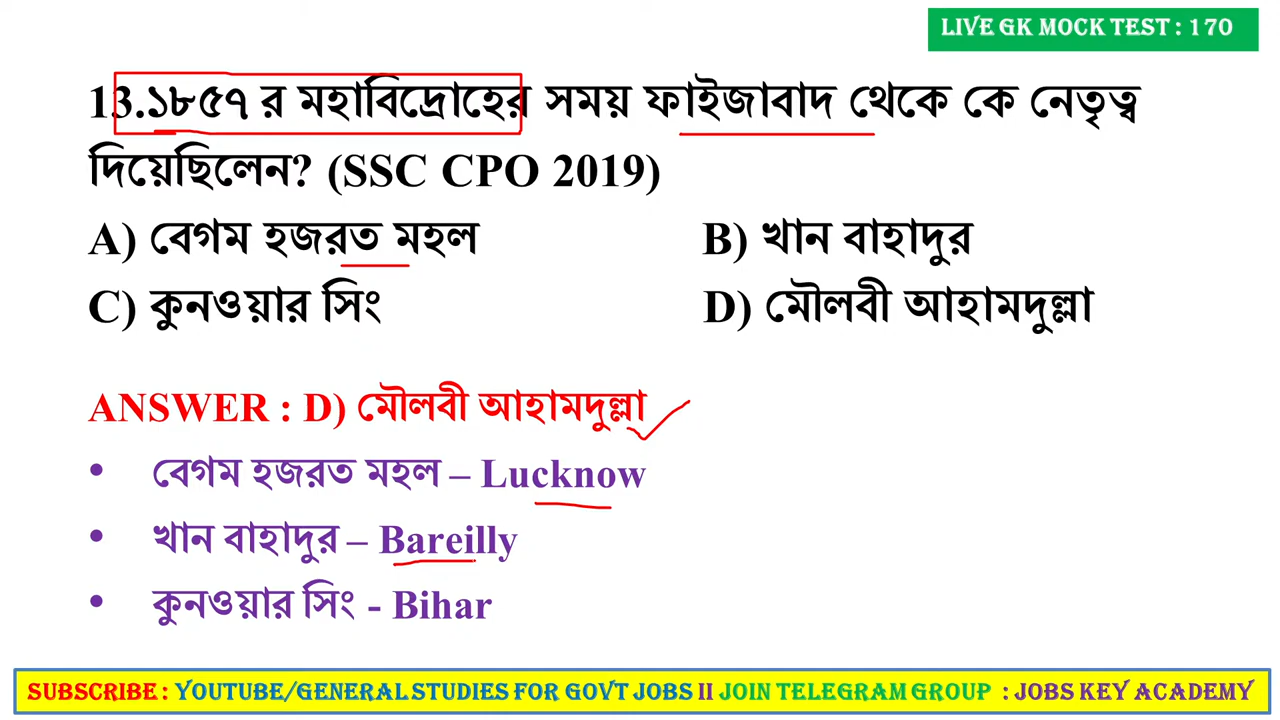 LIVE GK MOCK TEST : 170
13.১৮৫৭ র মহাবিদ্রোহের সময় ফাইজাবাদ থেকে কে নেতৃত্ব
দিয়েছিলেন? (SSC CPO 2019)
A) বেগম হজরত মহল B) খান বাহাদুর
C) কুনওয়ার সিং D) মৌলবী আহামদুল্লা
ANSWER : D) মৌলবী আহামদুল্লা
• বেগম হজরত মহল – Lucknow
• খান বাহাদুর – Bareilly
• কুনওয়ার সিং - Bihar
SUBSCRIBE : YOUTUBE/GENERAL STUDIES FOR GOVT JOBS II JOIN TELEGRAM GROUP : JOBS KEY ACADEMY